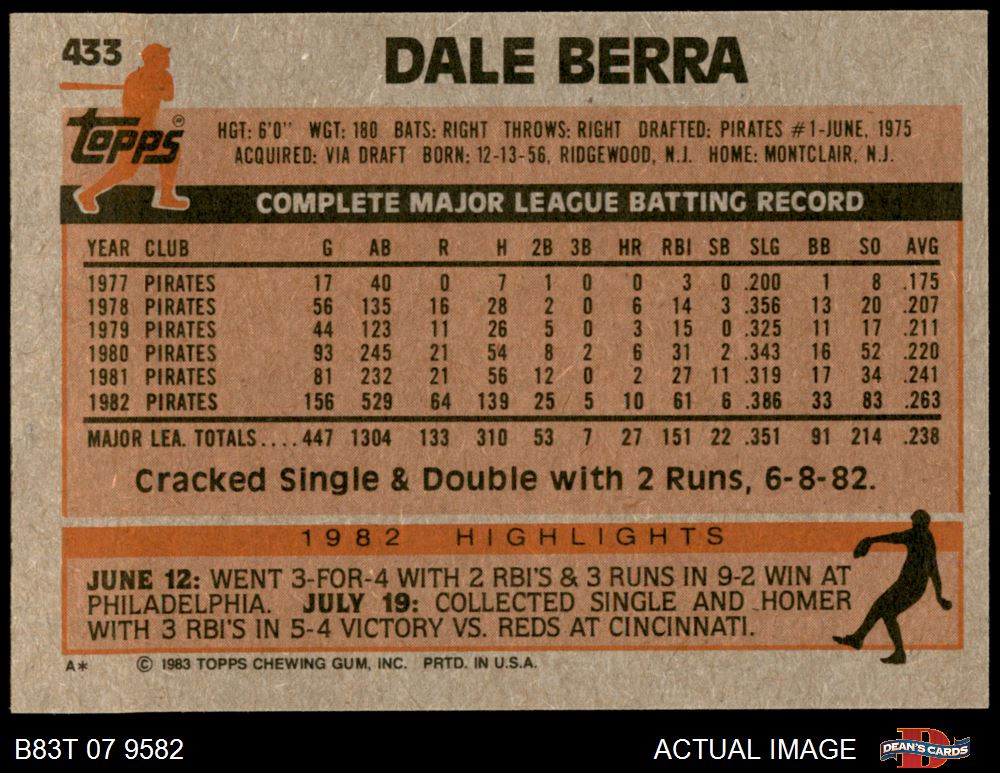 433
DALE BERRA
topps®
HGT: 6'0" WGT: 180 BATS: RIGHT THROWS: RIGHT DRAFTED: PIRATES #1-JUNE, 1975
ACQUIRED: VIA DRAFT BORN: 12-13-56, RIDGEWOOD, N.J. HOME: MONTCLAIR, N.J.
COMPLETE MAJOR LEAGUE BATTING RECORD
YEAR CLUB G AB R H 2B 3B HR RBI SB SLG BB SO AVG
1977 PIRATES 17 40 0 7 1 0 0 3 0 .200 1 8 .175
1978 PIRATES 56 135 16 28 2 0 6 14 3 .356 13 20 .207
1979 PIRATES 44 123 11 26 5 0 3 15 0 .325 11 17 .211
1980 PIRATES 93 245 21 54 8 2 6 31 2 .343 16 52 .220
1981 PIRATES 81 232 21 56 12 0 2 27 11 .319 17 34 .241
1982 PIRATES 156 529 64 139 25 5 10 61 6 .386 33 83 .263
MAJOR LEA. TOTALS.... 447 1304 133 310 53 7 27 151 22 .351 91 214 .238
Cracked Single & Double with 2 Runs, 6-8-82.
1982 HIGHLIGHTS
JUNE 12: WENT 3-FOR-4 WITH 2 RBI'S & 3 RUNS IN 9-2 WIN AT
PHILADELPHIA. JULY 19: COLLECTED SINGLE AND HOMER
WITH 3 RBI'S IN 5-4 VICTORY VS. REDS AT CINCINNATI.
A* © 1983 TOPPS CHEWING GUM, INC. PRTD. IN U.S.A.
B83T 07 9582 ACTUAL IMAGE DEAN'S CARDS